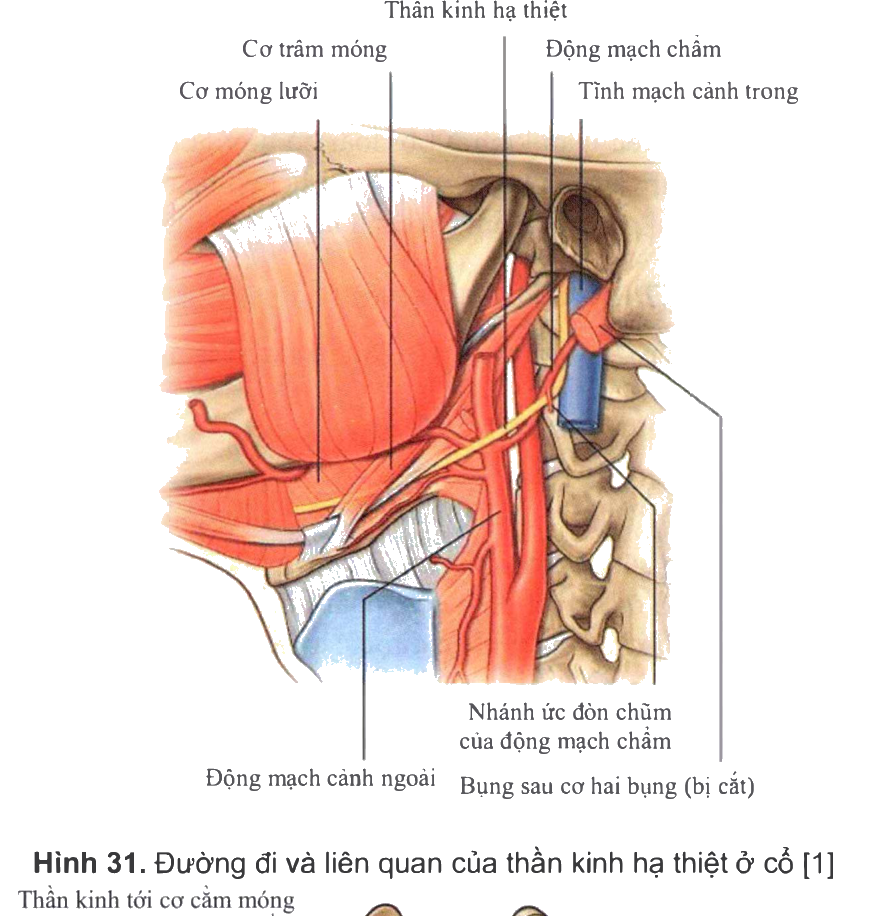 Thần kinh hạ thiệt
Cơ trâm móng
Động mạch chẩm
Cơ móng lưỡi
Tĩnh mạch cảnh trong
Nhánh ức đòn chũm
của động mạch chẩm
Động mạch cảnh ngoài
Bụng sau cơ hai bụng (bị cắt)
Hình 31. Đường đi và liên quan của thần kinh hạ thiệt ở cổ [1]
Thần kinh tới cơ cằm móng